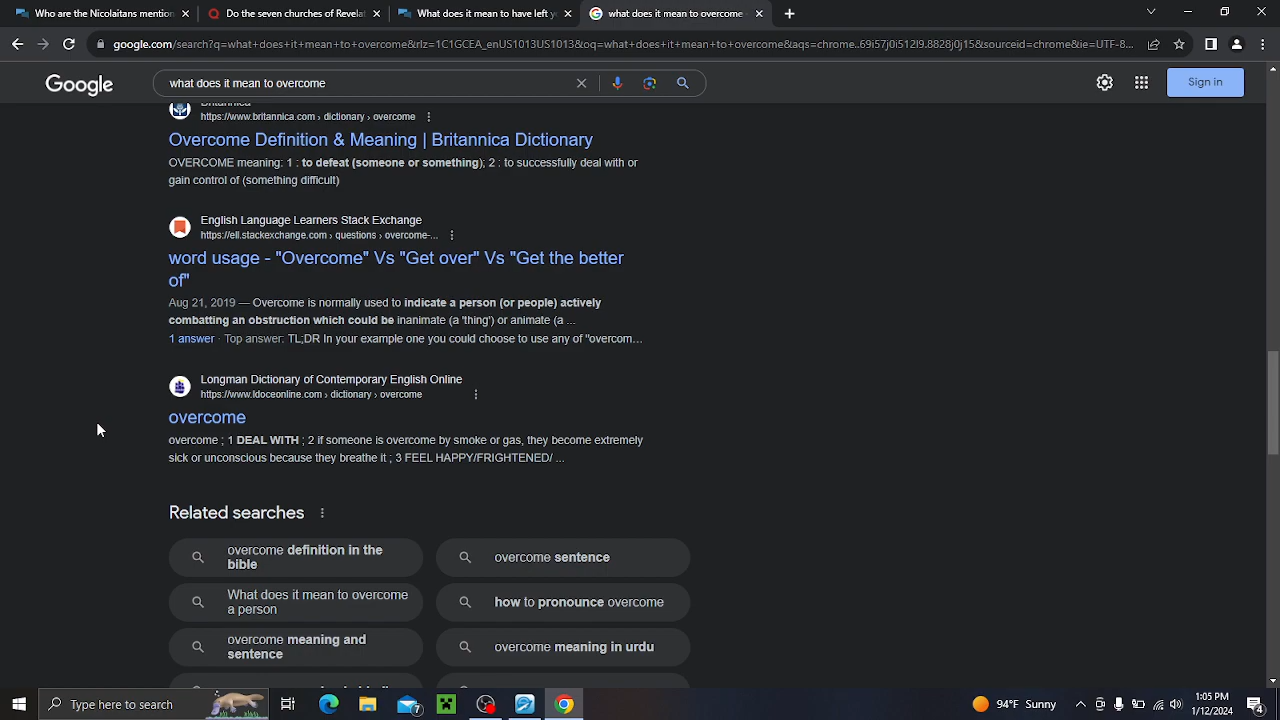 Who are the Nicolaitans mention
Do the seven churches of Revelat
What does it mean to have left y
what does it mean to overcome -
google.com/search?q=what+does+it+mean+to+overcome&rlz=1C1GCEA_enUS1013US1013&oq=what+does+it+mean+to+overcome&aqs=chrome..69i57j0i512l9.8828j0j15&sourceid=chrome&ie=UTF-8...
Google
what does it mean to overcome
Sign in
Britannica
https://www.britannica.com › dictionary › overcome
Overcome Definition & Meaning | Britannica Dictionary
OVERCOME meaning: 1 : to defeat (someone or something); 2 : to successfully deal with or
gain control of (something difficult)
English Language Learners Stack Exchange
https://ell.stackexchange.com › questions › overcome-...
word usage - "Overcome" Vs "Get over" Vs "Get the better
of"
Aug 21, 2019 — Overcome is normally used to indicate a person (or people) actively
combatting an obstruction which could be inanimate (a 'thing') or animate (a ...
1 answer · Top answer: TL;DR In your example one you could choose to use any of "overcom...
Longman Dictionary of Contemporary English Online
https://www.ldoceonline.com › dictionary › overcome
overcome
overcome ; 1 DEAL WITH ; 2 if someone is overcome by smoke or gas, they become extremely
sick or unconscious because they breathe it ; 3 FEEL HAPPY/FRIGHTENED/ ...
Related searches
overcome definition in the
bible
overcome sentence
What does it mean to overcome
a person
how to pronounce overcome
overcome meaning and
sentence
overcome meaning in urdu
Type here to search
7
94°F Sunny
1:05 PM
1/12/2024
4